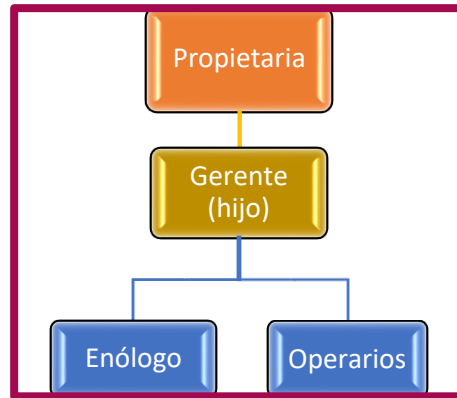 Propietaria
Gerente
(hijo)
Enólogo
Operarios